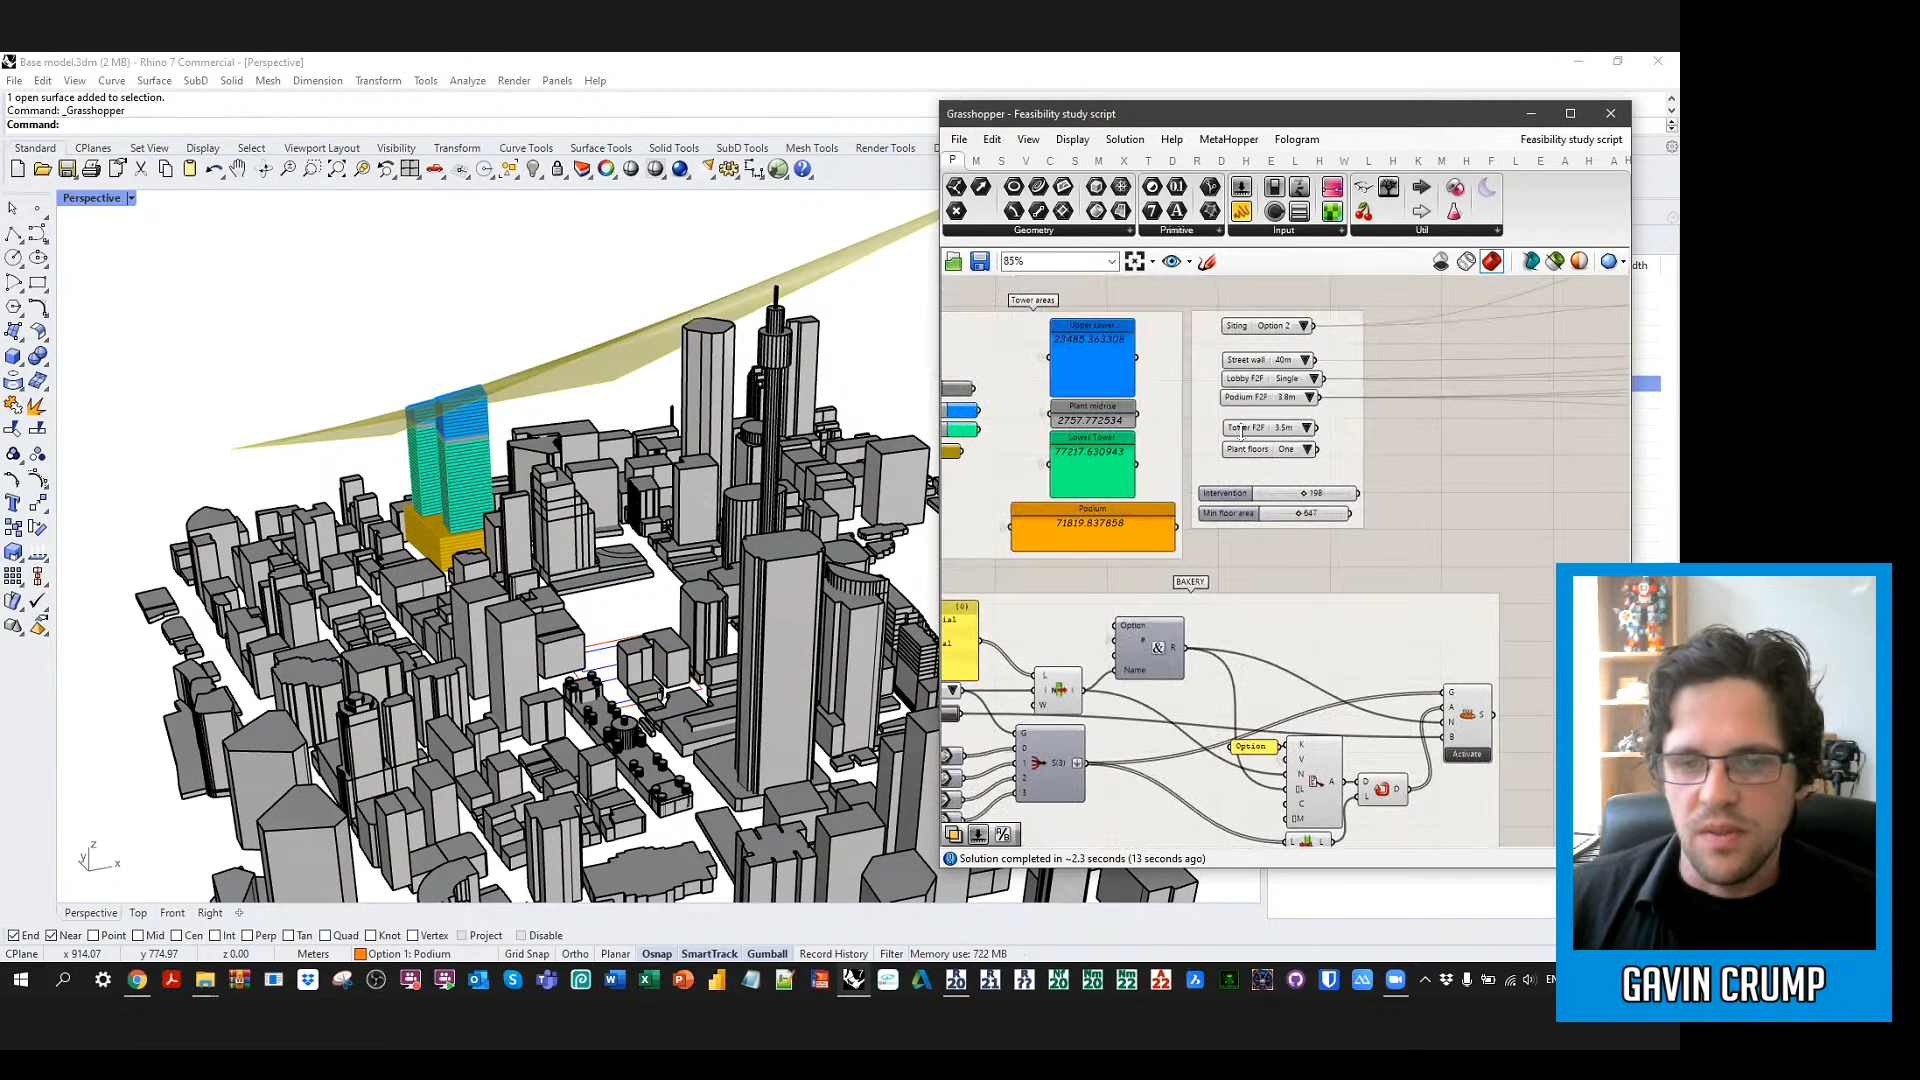 Base model.3dm (2 MB) - Rhino 7 Commercial - [Perspective]
File Edit View Curve Surface SubD Solid Mesh Dimension Transform Tools Analyze Render Panels Help
1 open surface added to selection.
Command: _Grasshopper
Command:
Standard CPlanes Set View Display Select Viewport Layout Visibility Transform Curve Tools Surface Tools Solid Tools SubD Tools Mesh Tools Render Tools D
Perspective
Grasshopper - Feasibility study script
File Edit View Display Solution Help MetaHopper Fologram Feasibility study script
P M S V C S M X T D R U D H E L H W L H K M F L E A H A H
Geometry Primitive Input Util
85%
dth
Tower areas
Upper tower
23485.363308
Plant midrise
2757.772534
Lower Tower
77217.630943
Podium
71819.837858
Siting Option 2
Street wall 40m
Lobby F2F Single
Podium F2F 3.8m
Tower F2F 3.5m
Plant floors One
Intervention 198
Min floor area 647
BAKERY
{0}
ial
al
Option
#
Name
& R
L
i
W
G
D
1
2
3
S(3)
Option
K
V
N
L
C
M
A
D
L
D
L L
G
A
N
B
S
Activate
Solution completed in ~2.3 seconds (13 seconds ago)
z
y
x
Perspective Top Front Right
End Near Point Mid Cen Int Perp Tan Quad Knot Vertex Project Disable
CPlane x 914.07 y 774.97 z 0.00 Meters Option 1: Podium Grid Snap Ortho Planar Osnap SmartTrack Gumball Record History Filter Memory use: 722 MB
GAVIN CRUMP